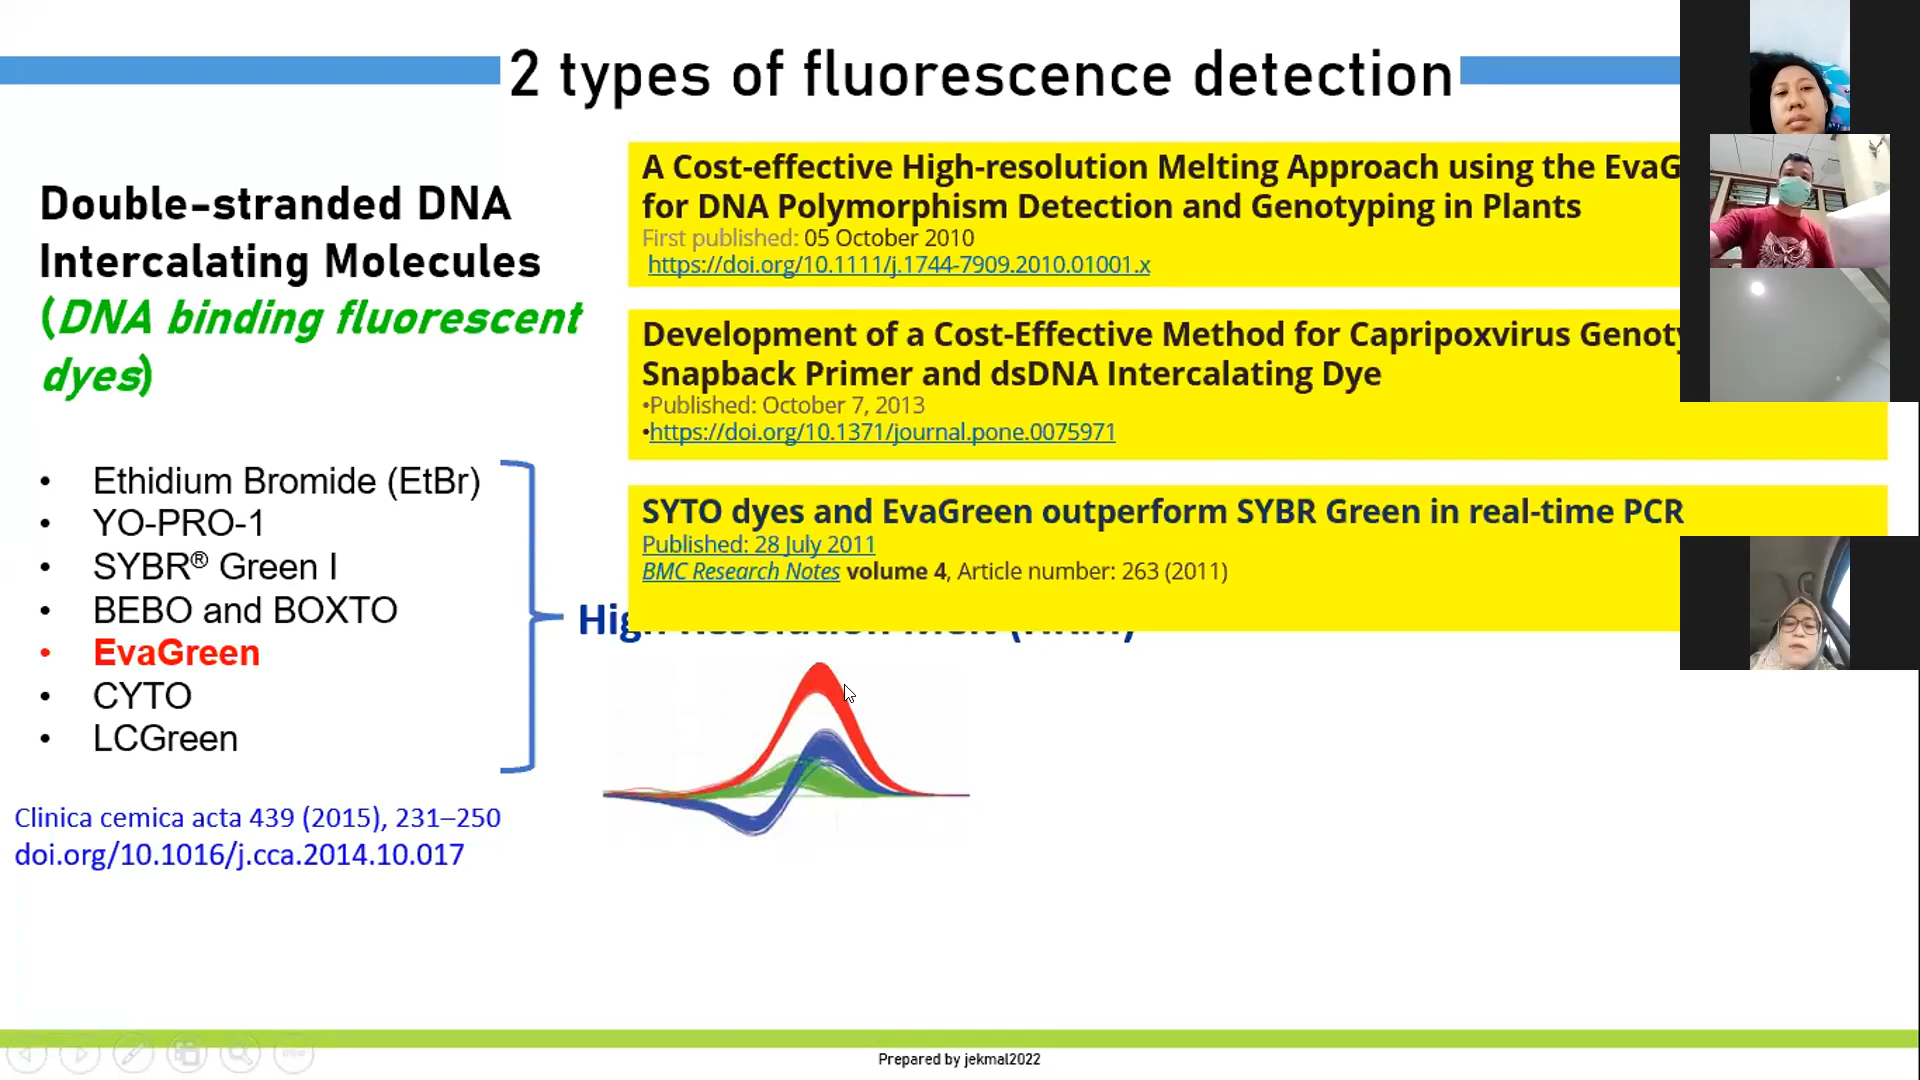 2 types of fluorescence detection
Double-stranded DNA
Intercalating Molecules
(DNA binding fluorescent
dyes)
• Ethidium Bromide (EtBr)
• YO-PRO-1
• SYBR® Green I
• BEBO and BOXTO
• EvaGreen
• CYTO
• LCGreen
Clinica cemica acta 439 (2015), 231–250
doi.org/10.1016/j.cca.2014.10.017
A Cost-effective High-resolution Melting Approach using the EvaG
for DNA Polymorphism Detection and Genotyping in Plants
First published: 05 October 2010
https://doi.org/10.1111/j.1744-7909.2010.01001.x
Development of a Cost-Effective Method for Capripoxvirus Genoty
Snapback Primer and dsDNA Intercalating Dye
•Published: October 7, 2013
•https://doi.org/10.1371/journal.pone.0075971
SYTO dyes and EvaGreen outperform SYBR Green in real-time PCR
Published: 28 July 2011
BMC Research Notes volume 4, Article number: 263 (2011)
High Resolution Melt (HRM)
Prepared by jekmal2022